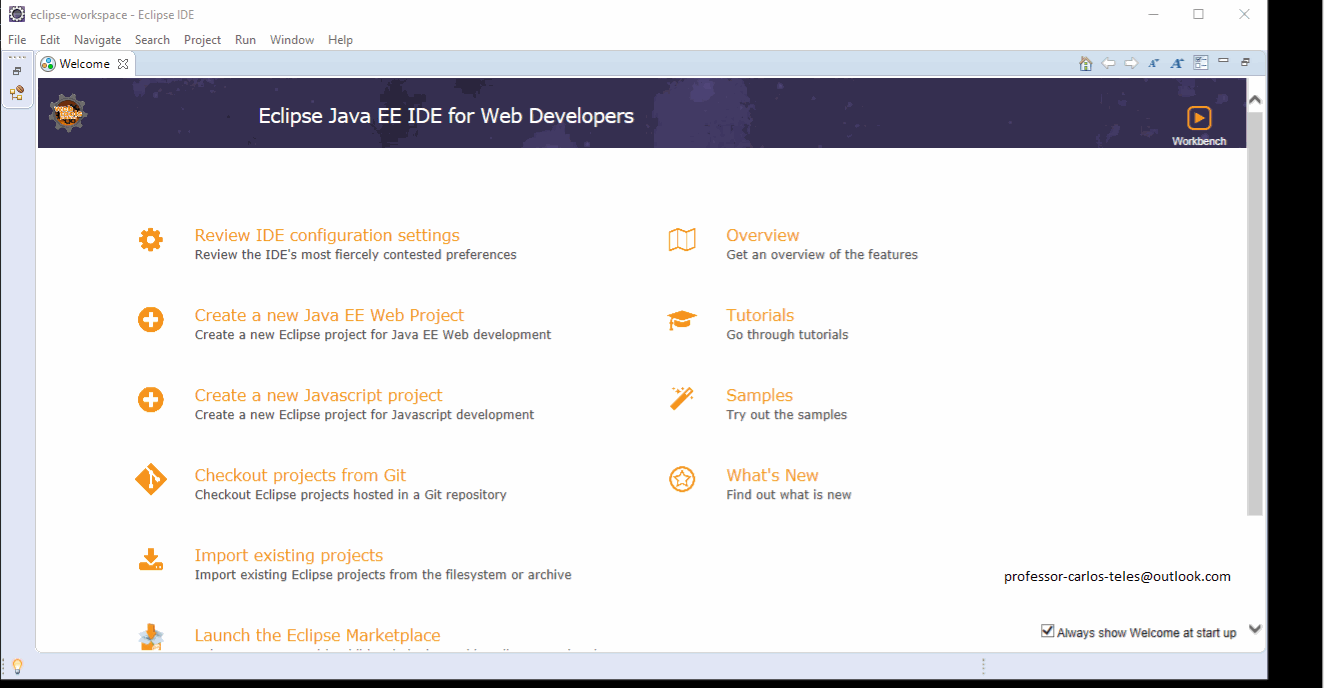 eclipse-workspace - Eclipse IDE
File Edit Navigate Search Project Run Window Help
Welcome
Eclipse Java EE IDE for Web Developers
Workbench
Review IDE configuration settings
Review the IDE's most fiercely contested preferences
Overview
Get an overview of the features
Create a new Java EE Web Project
Create a new Eclipse project for Java EE Web development
Tutorials
Go through tutorials
Create a new Javascript project
Create a new Eclipse project for Javascript development
Samples
Try out the samples
Checkout projects from Git
Checkout Eclipse projects hosted in a Git repository
What's New
Find out what is new
Import existing projects
Import existing Eclipse projects from the filesystem or archive
professor-carlos-teles@outlook.com
Launch the Eclipse Marketplace
Always show Welcome at start up